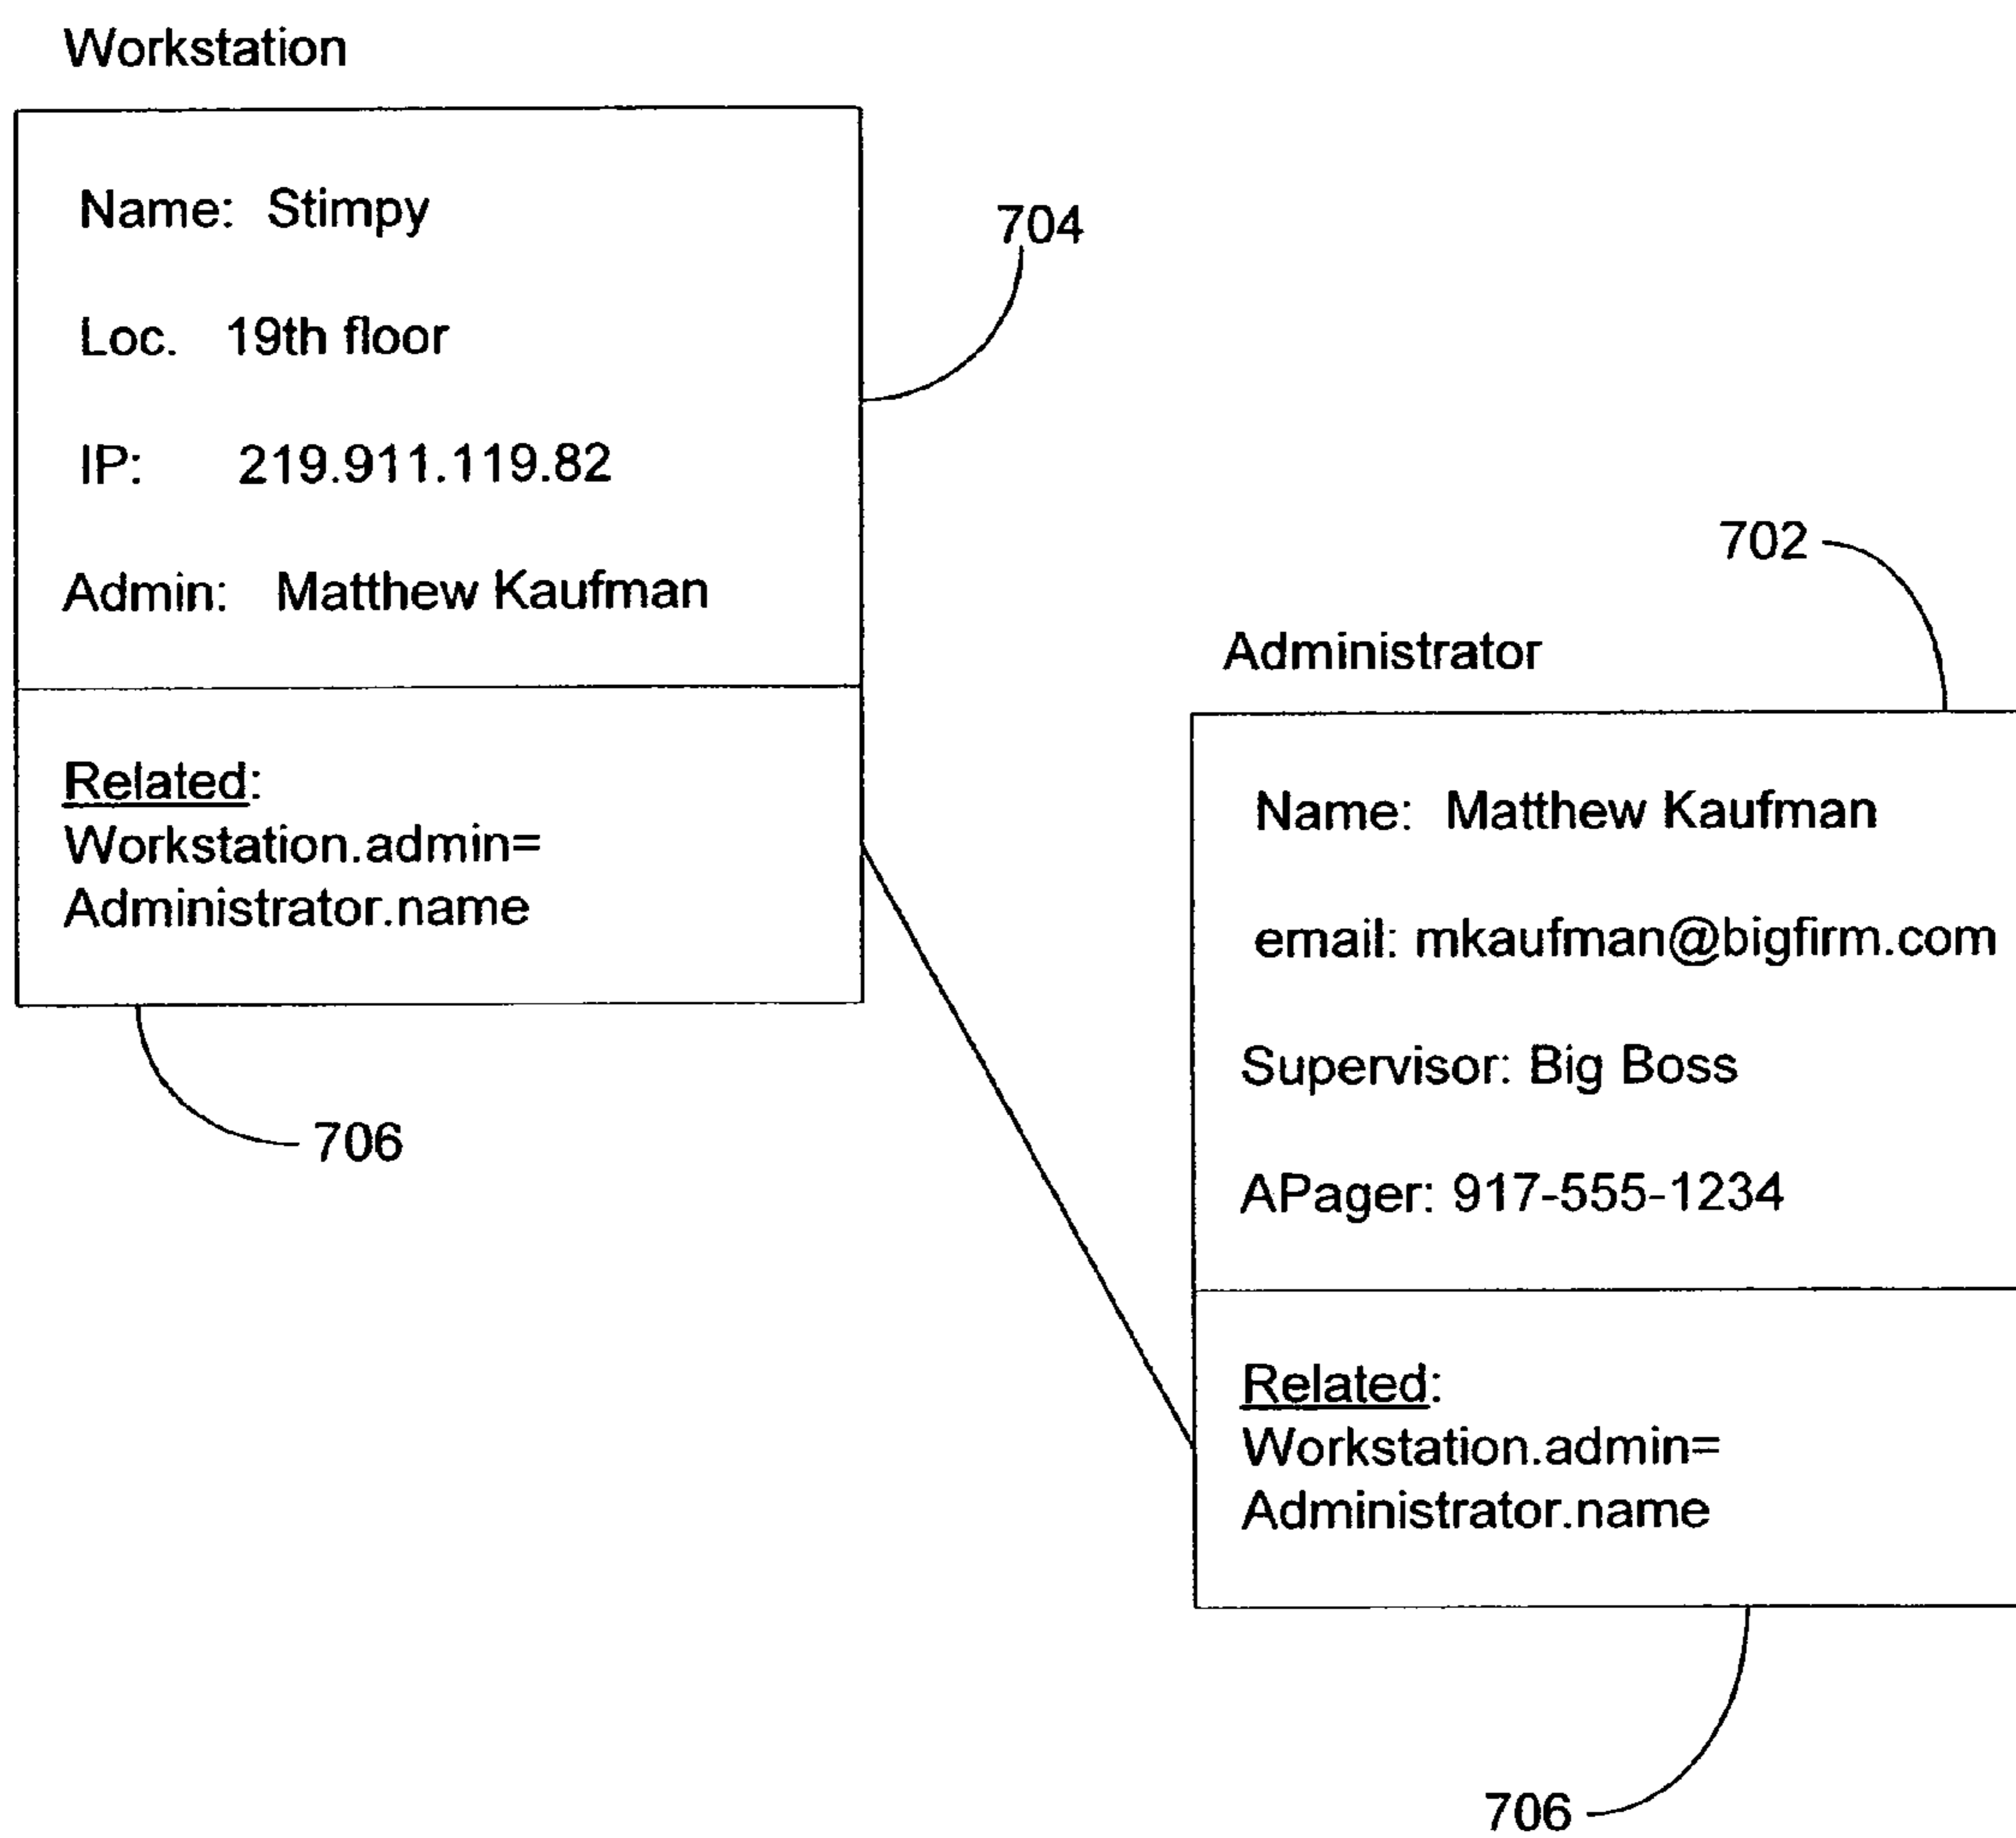 Workstation
Name: Stimpy
704
Loc. 19th floor
IP: 219.911.119.82
Admin: Matthew Kaufman
Related:
Workstation.admin=
Administrator.name
706
702
Administrator
Name: Matthew Kaufman
email: mkaufman@bigfirm.com
Supervisor: Big Boss
APager: 917-555-1234
Related:
Workstation.admin=
Administrator.name
706